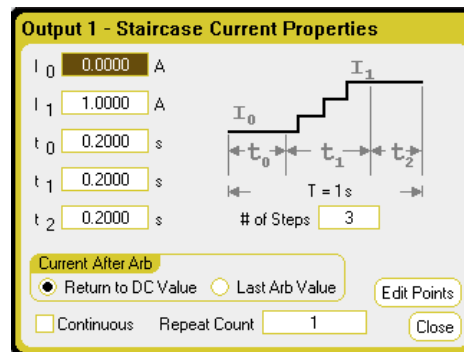 Output 1 - Staircase Current Properties
I 0 0.0000 A
I 1 1.0000 A
t 0 0.2000 s
t 1 0.2000 s
t 2 0.2000 s
I1
I0
t0 t1 t2
T = 1 s
# of Steps 3
Current After Arb
Return to DC Value Last Arb Value
Edit Points
Continuous Repeat Count 1
Close